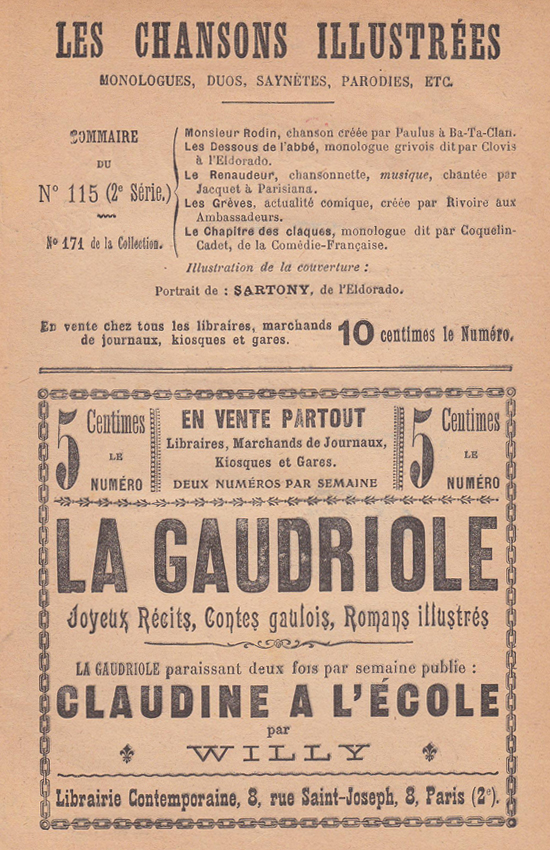 LES CHANSONS ILLUSTRÉES
MONOLOGUES, DUOS, SAYNÈTES, PARODIES, ETC.
SOMMAIRE
DU
N° 115 (2e Série.)
N° 171 de la Collection.
Monsieur Rodin, chanson créée par Paulus à Ba-Ta-Clan.
Les Dessous de l'abbé, monologue grivois dit par Clovis
à l'Eldorado.
Le Renaudeur, chansonnette, musique, chantée par
Jacquet à Parisiana.
Les Grêves, actualité comique, créée par Rivoire aux
Ambassadeurs.
Le Chapitre des claques, monologue dit par Coquelin-
Cadet, de la Comédie-Française.
Illustration de la couverture :
Portrait de : SARTONY, de l'Eldorado.
En vente chez tous les libraires, marchands
de journaux, kiosques et gares.
10 centimes le Numéro.
5 Centimes
LE
NUMÉRO
EN VENTE PARTOUT
Libraires, Marchands de Journaux,
Kiosques et Gares.
DEUX NUMÉROS PAR SEMAINE
5 Centimes
LE
NUMÉRO
LA GAUDRIOLE
Joyeux Récits, Contes gaulois, Romans illustrés
LA GAUDRIOLE paraissant deux fois par semaine publie :
CLAUDINE A L'ÉCOLE
par
WILLY
Librairie Contemporaine, 8, rue Saint-Joseph, 8, Paris (2e).